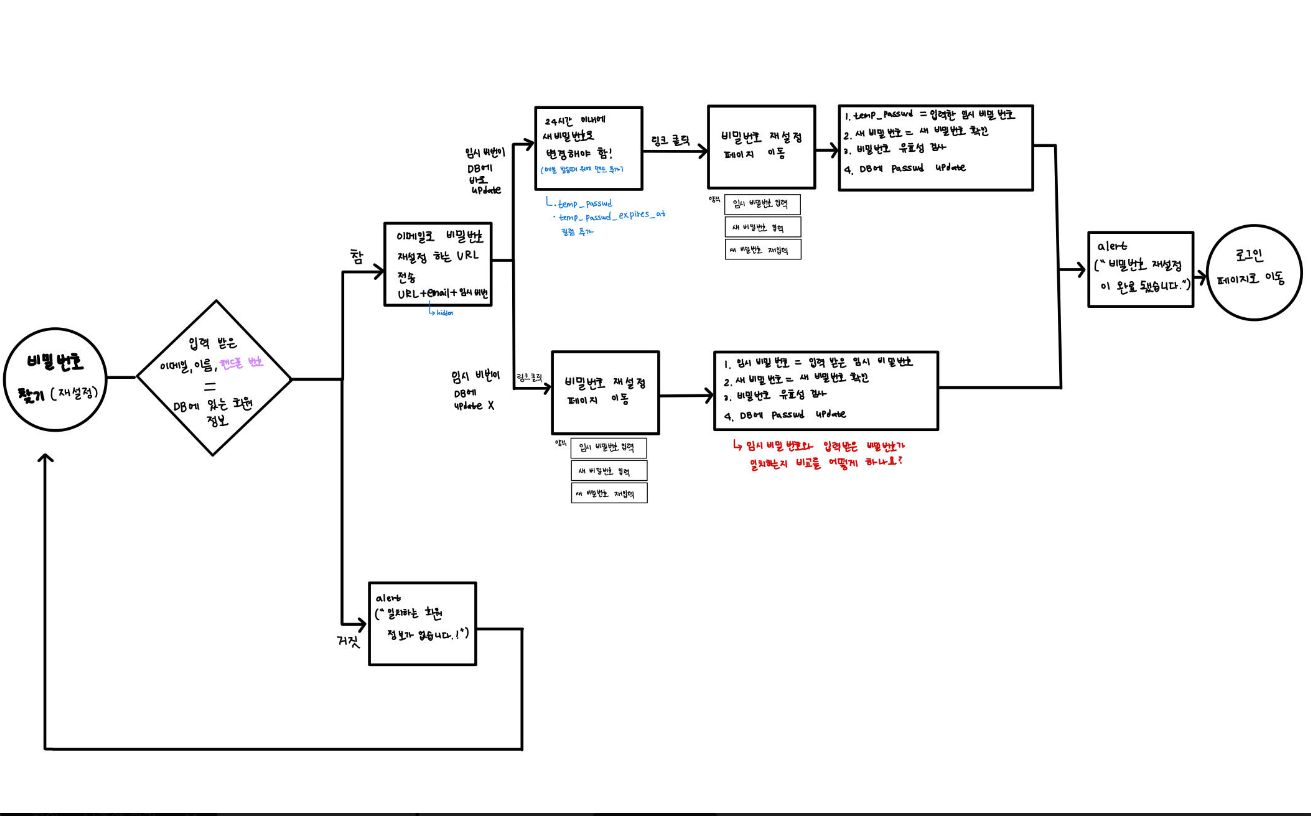 비밀번호
찾기 (재설정)
입력 받은
이메일, 이름, 핸드폰 번호
=
DB에 있는 회원
정보
참
이메일로 비밀번호
재설정 하는 URL
전송
URL+email+임시 비번
hidden
임시 비번이
DB에
바로
update
24시간 이내에
새 비밀번호로
변경해야 함!
temp_passwd
· temp_passwd_expires_at
컬럼 추가
링크 클릭
비밀번호 재설정
페이지 이동
임시 비밀번호 입력
새 비밀번호 입력
새 비밀번호 재입력
1. temp_passwd = 입력한 임시 비밀번호
2. 새 비밀번호 = 새 비밀번호 확인
3. 비밀번호 유효성 검사
4. DB에 passwd update
임시 비번이
DB에
update X
링크 클릭
비밀번호 재설정
페이지 이동
임시 비밀번호 입력
새 비밀번호 입력
새 비밀번호 재입력
1. 임시 비밀번호 = 입력 받은 임시 비밀번호
2. 새 비밀번호 = 새 비밀번호 확인
3. 비밀번호 유효성 검사
4. DB에 passwd update
임시 비밀번호와 입력받은 비밀번호가
일치하는지 비교를 어떻게 하나요?
alert
("비밀번호 재설정
이 완료 됐습니다.")
로그인
페이지로 이동
거짓
alert
("일치하는 회원
정보가 없습니다.!")